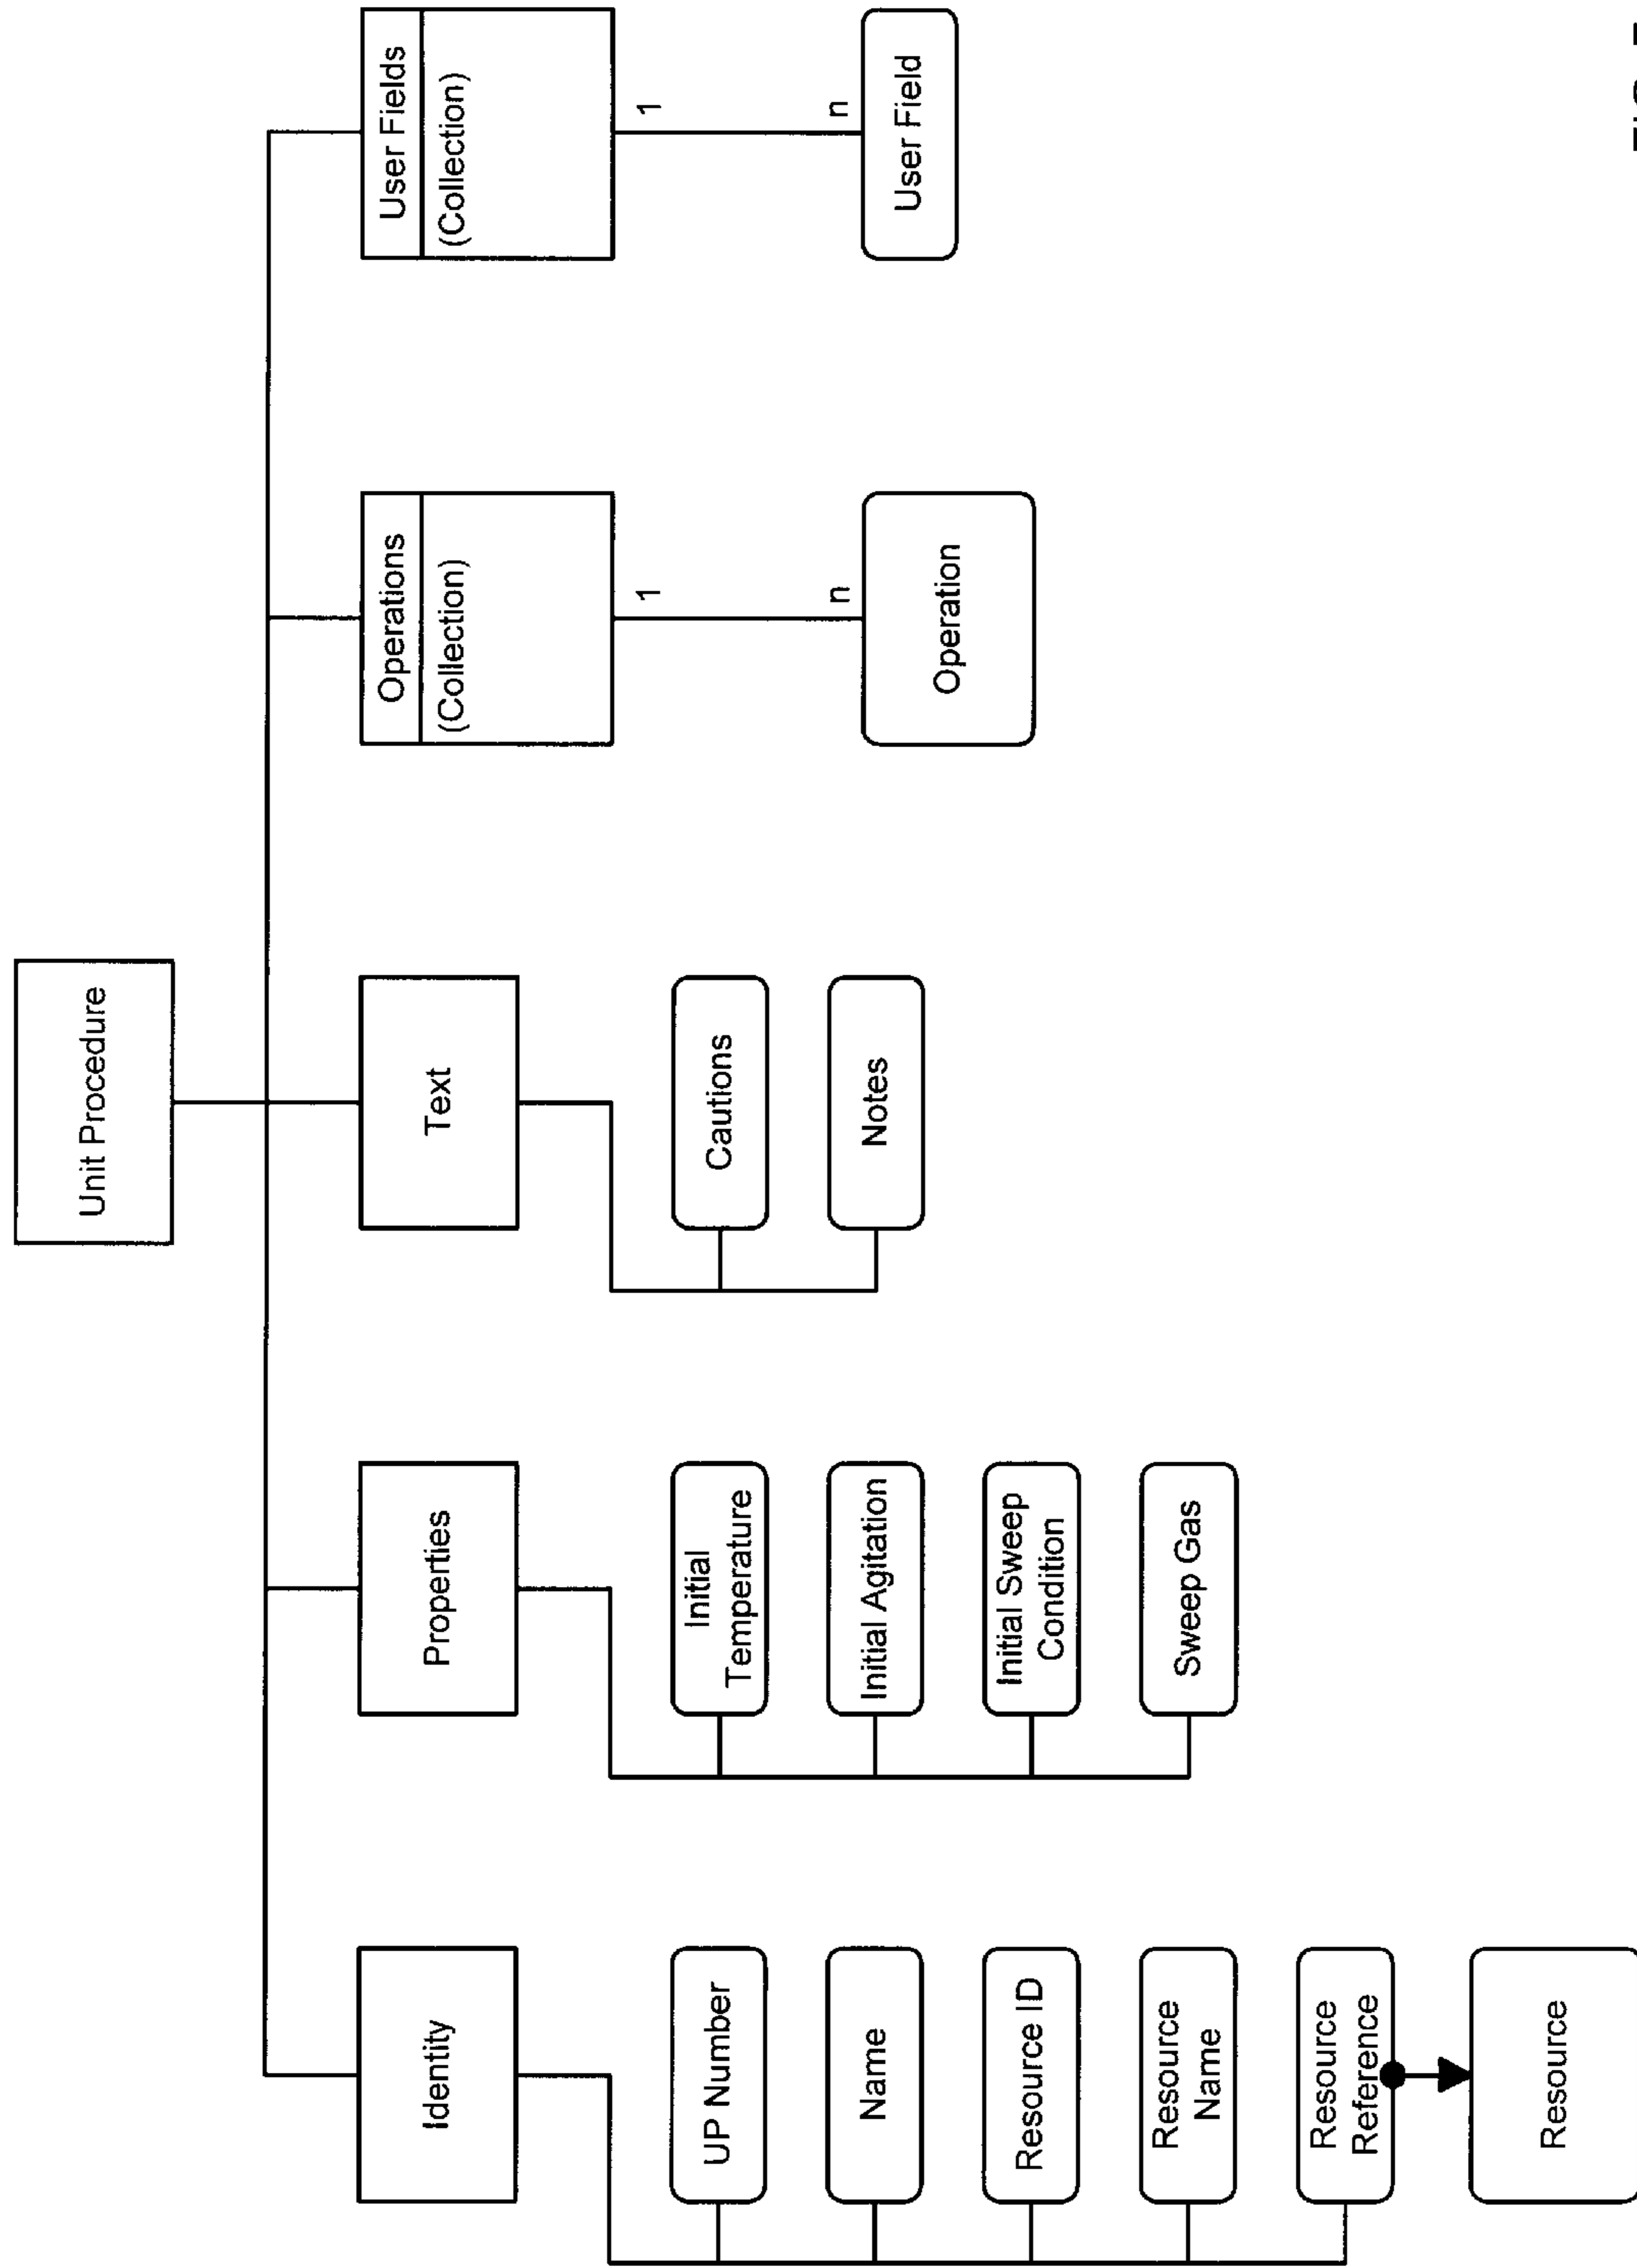 Unit Procedure
Identity
Properties
Text
Operations
(Collection)
User Fields
(Collection)
UP Number
Name
Resource ID
Resource
Name
Resource
Reference
Resource
Initial
Temperature
Initial Agitation
Initial Sweep
Condition
Sweep Gas
Cautions
Notes
1
n
Operation
1
n
User Field